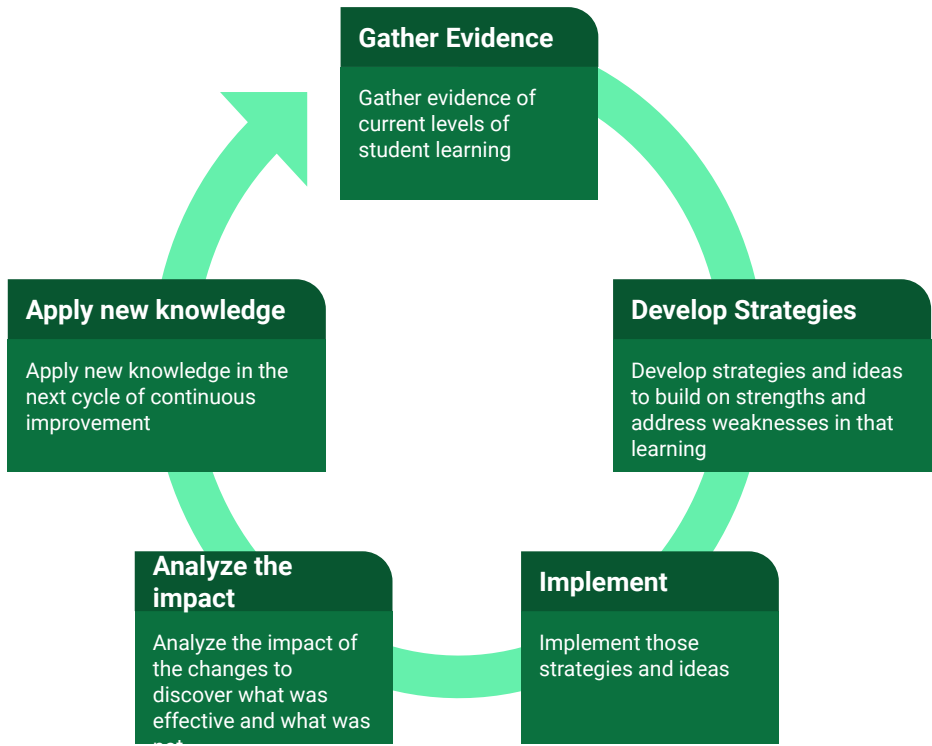 Gather Evidence
Gather evidence of
current levels of
student learning
Develop Strategies
Develop strategies and ideas
to build on strengths and
address weaknesses in that
learning
Implement
Implement those
strategies and ideas
Analyze the
impact
Analyze the impact of
the changes to
discover what was
effective and what was
Apply new knowledge
Apply new knowledge in the
next cycle of continuous
improvement